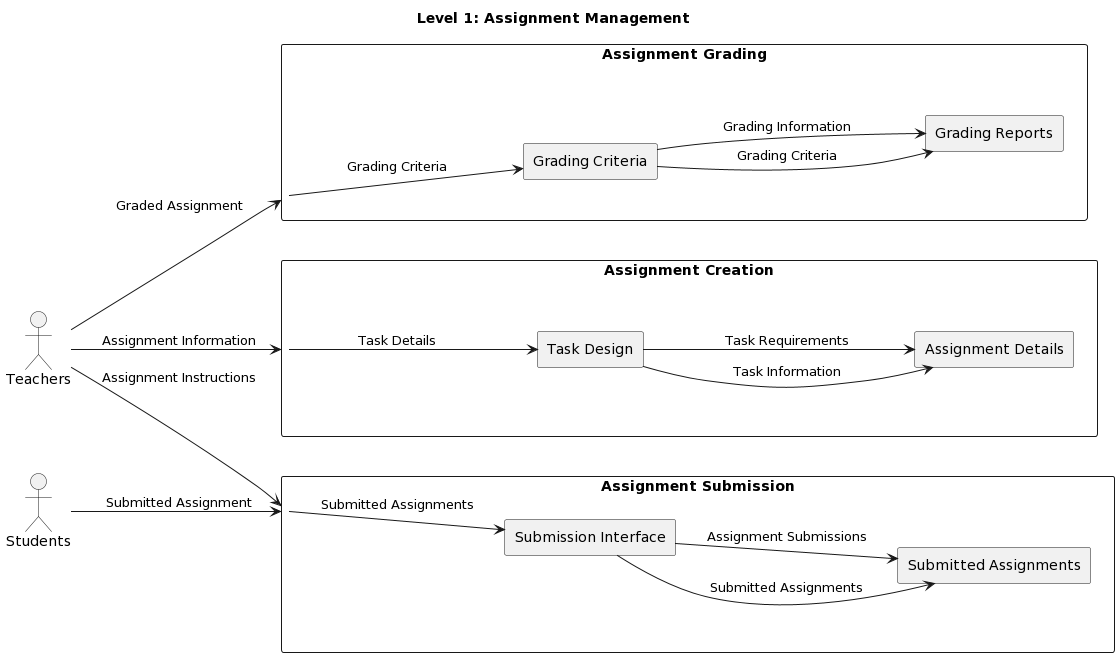 Level 1: Assignment Management
Assignment Grading
Grading Information
Grading Reports
Grading Criteria
Grading Criteria
Grading Criteria
Graded Assignment
Assignment Creation
Teachers
Assignment Information
Task Details
Task Design
Task Requirements
Assignment Details
Task Information
Assignment Instructions
Assignment Submission
Students
Submitted Assignment
Submitted Assignments
Submission Interface
Assignment Submissions
Submitted Assignments
Submitted Assignments